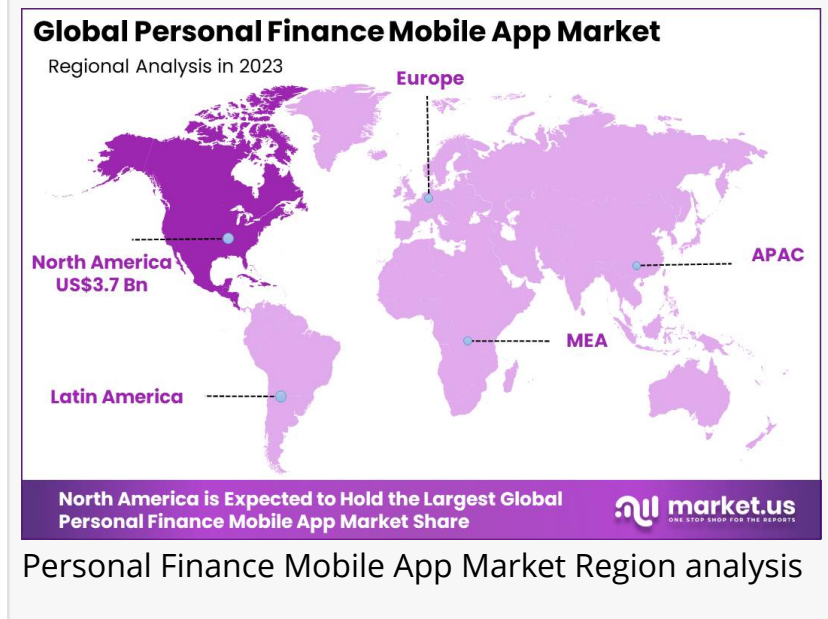 Global Personal Finance Mobile App Market
Regional Analysis in 2023
Europe
North America
US$3.7 Bn
APAC
MEA
Latin America
North America is Expected to Hold the Largest Global
Personal Finance Mobile App Market Share
market.us
ONE STOP SHOP FOR THE REPORTS
Personal Finance Mobile App Market Region analysis